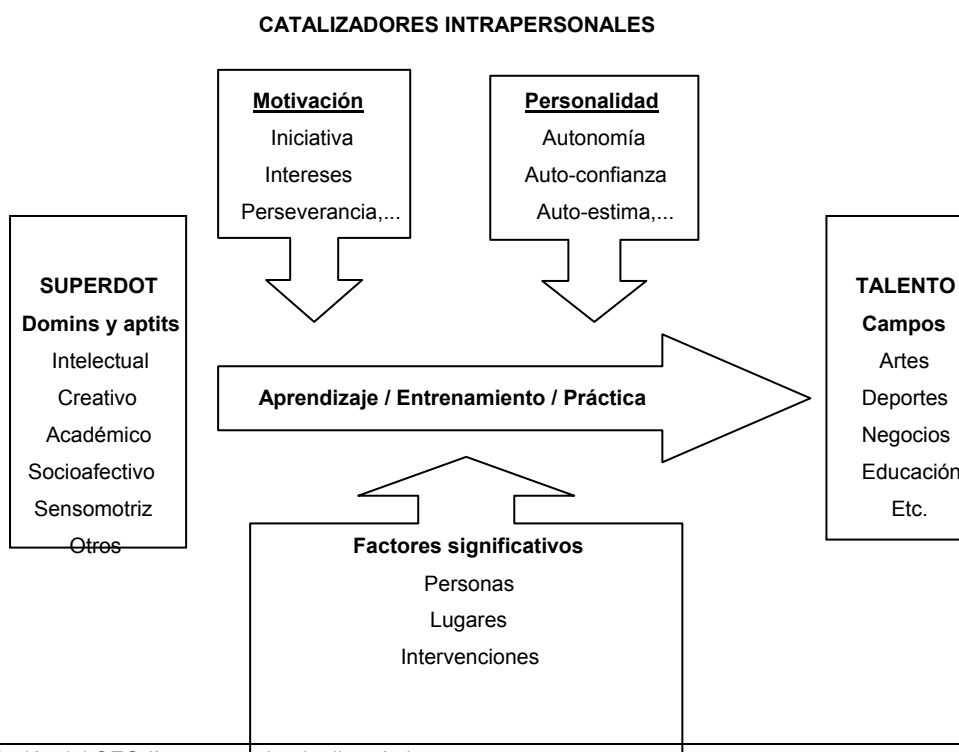 CATALIZADORES INTRAPERSONALES
Motivación
Iniciativa
Intereses
Perseverancia,...
Personalidad
Autonomía
Auto-confianza
Auto-estima,...
SUPERDOT
Domins y aptits
Intelectual
Creativo
Académico
Socioafectivo
Sensomotriz
Otros
Aprendizaje / Entrenamiento / Práctica
TALENTO
Campos
Artes
Deportes
Negocios
Educación
Etc.
Factores significativos
Personas
Lugares
Intervenciones